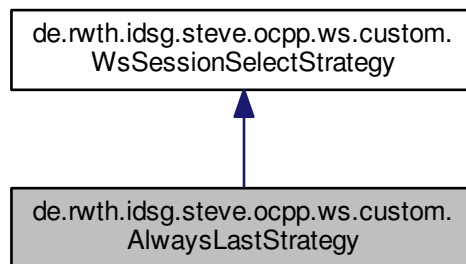 de.rwth.idsg.steve.ocpp.ws.custom.
WsSessionSelectStrategy
de.rwth.idsg.steve.ocpp.ws.custom.
AlwaysLastStrategy